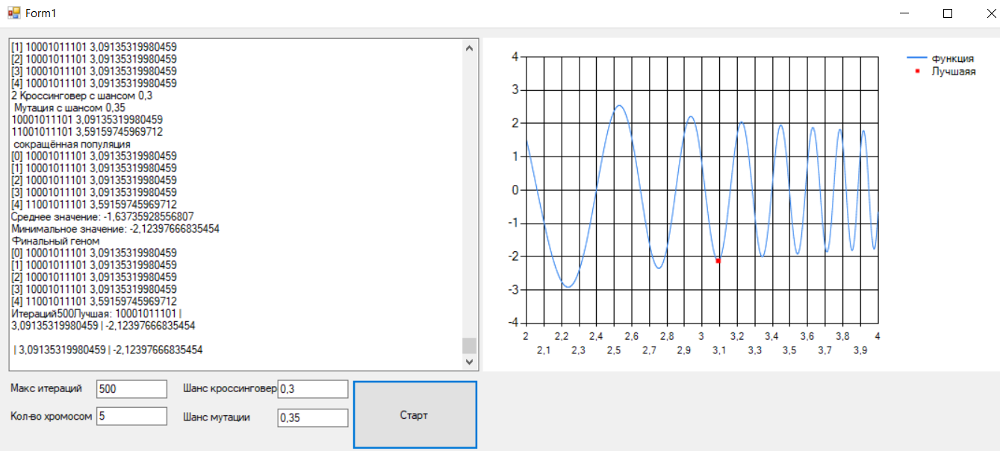 Form1
[1] 10001011101 3,09135319980459
[2] 10001011101 3,09135319980459
[3] 10001011101 3,09135319980459
[4] 10001011101 3,09135319980459
2 Кроссинговер с шансом 0,3
Мутация с шансом 0,35
10001011101 3,09135319980459
11001011101 3,59159745969712
сокращённая популяция
[0] 10001011101 3,09135319980459
[1] 10001011101 3,09135319980459
[2] 10001011101 3,09135319980459
[3] 10001011101 3,09135319980459
[4] 11001011101 3,59159745969712
Среднее значение: -1,63735928556807
Минимальное значение: -2,12397666835454
Финальный геном
[0] 10001011101 3,09135319980459
[1] 10001011101 3,09135319980459
[2] 10001011101 3,09135319980459
[3] 10001011101 3,09135319980459
[4] 11001011101 3,59159745969712
Итераций500Лучшая: 10001011101 |
3,09135319980459 | -2,12397666835454
| 3,09135319980459 | -2,12397666835454
4
3
2
1
0
-1
-2
-3
-4
2 2,2 2,4 2,6 2,8 3 3,2 3,4 3,6 3,8 4
2,1 2,3 2,5 2,7 2,9 3,1 3,3 3,5 3,7 3,9
Функция
Лучшаяя
Макс итераций 500
Шанс кроссинговер 0,3
Кол-во хромосом 5
Шанс мутации 0,35
Старт